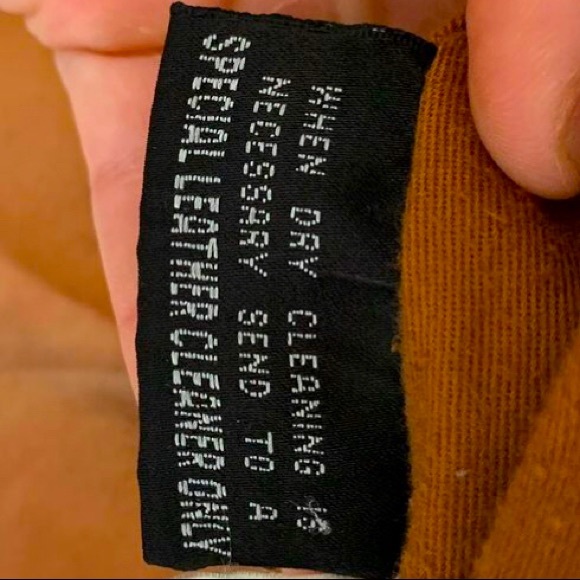 WHEN DRY CLEANING IS
NECESSARY SEND TO A
SPECIAL LEATHER CLEANER ONLY